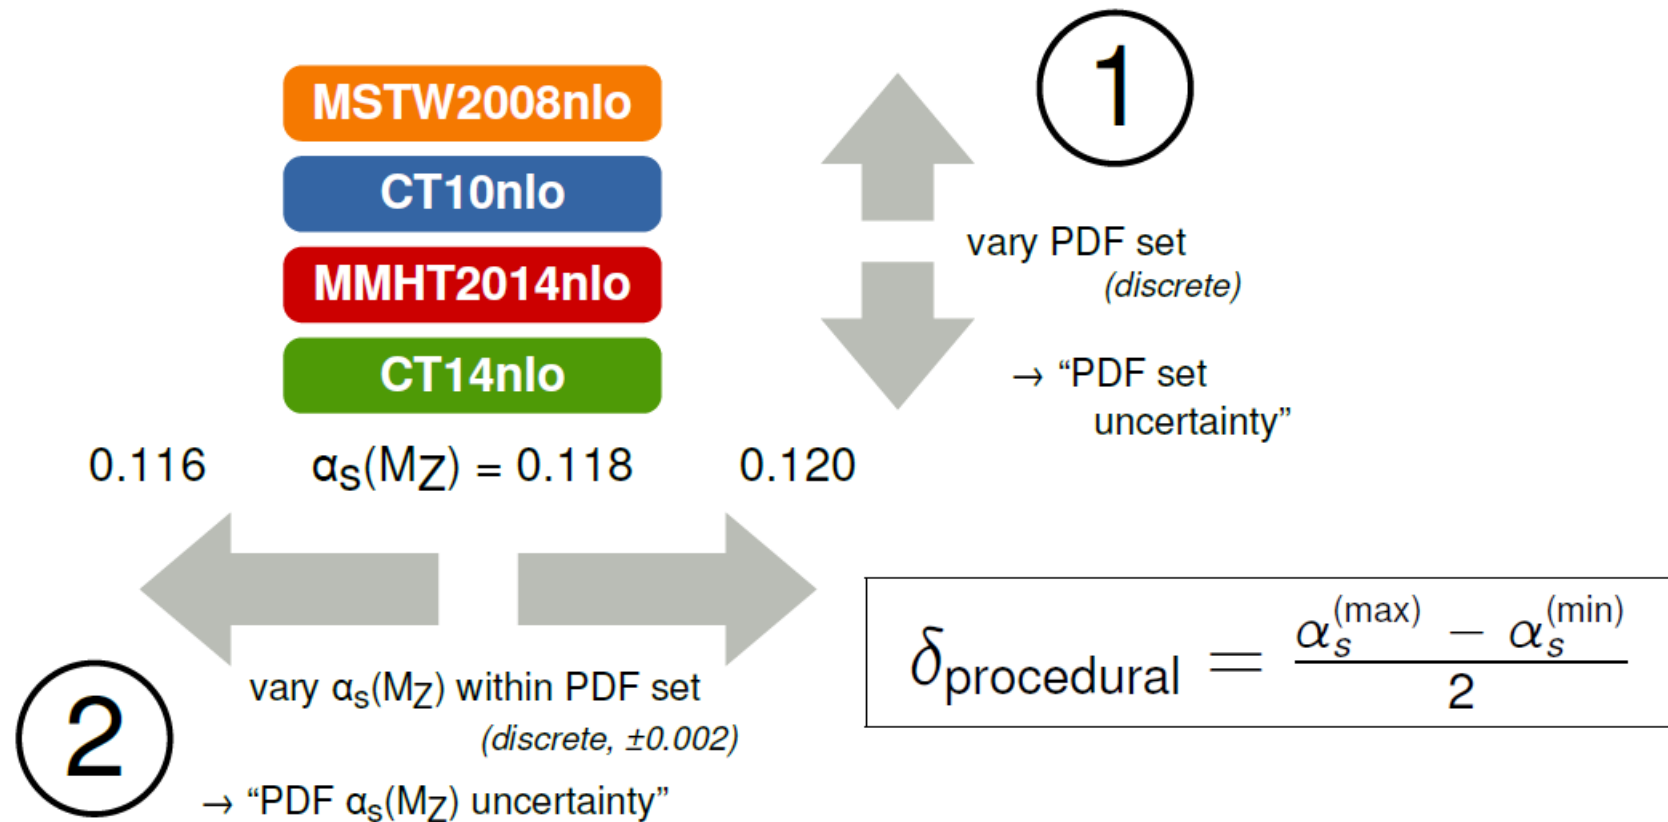 MSTW2008nlo
CT10nlo
MMHT2014nlo
CT14nlo
1
vary PDF set
(discrete)
→ “PDF set
uncertainty”
0.116 αs(MZ) = 0.118 0.120
2
vary αs(MZ) within PDF set
(discrete, ±0.002)
→ “PDF αs(MZ) uncertainty”
δprocedural = (αs(max) − αs(min)) / 2